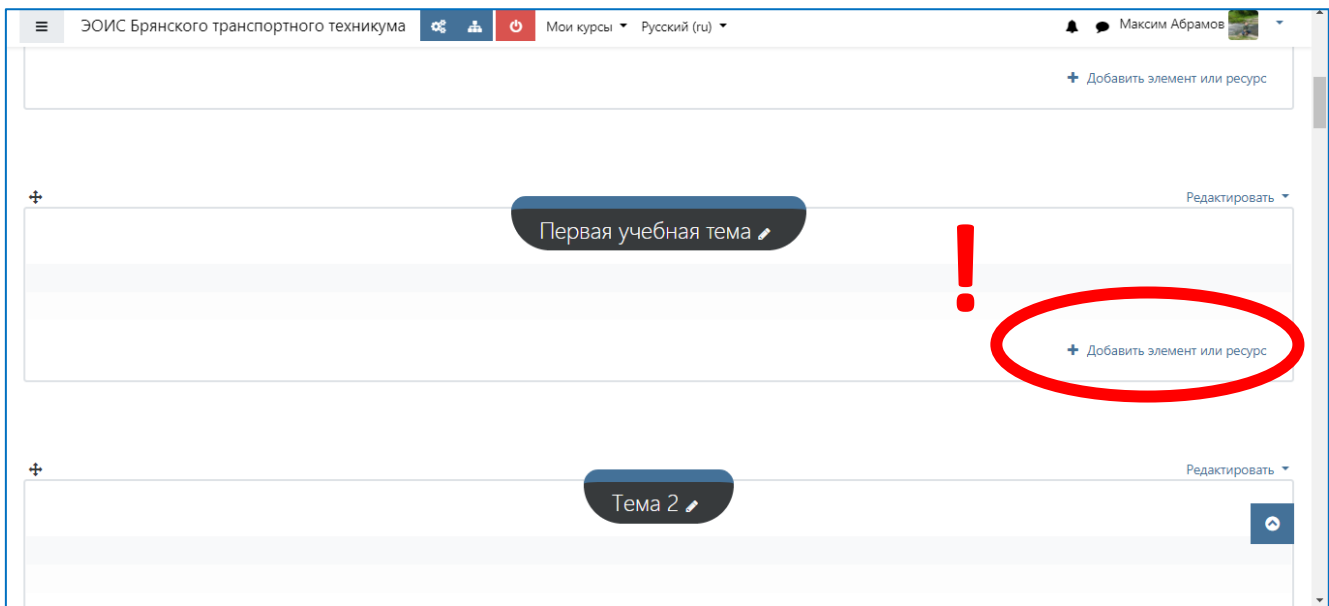 ЭОИС Брянского транспортного техникума Мои курсы Русский (ru) Максим Абрамов
Добавить элемент или ресурс
Редактировать
Первая учебная тема
!
Добавить элемент или ресурс
Редактировать
Тема 2